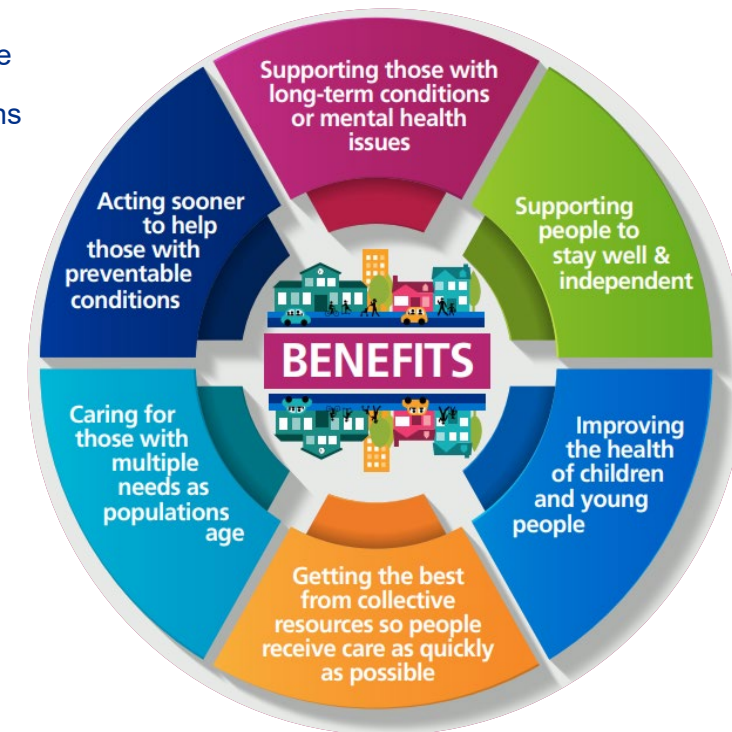 e
ns
Supporting those with
long-term conditions
or mental health
issues
Supporting
people to
stay well &
independent
Improving
the health
of children
and young
people
Getting the best
from collective
resources so people
receive care as quickly
as possible
Caring for
those with
multiple
needs as
populations
age
Acting sooner
to help
those with
preventable
conditions
BENEFITS